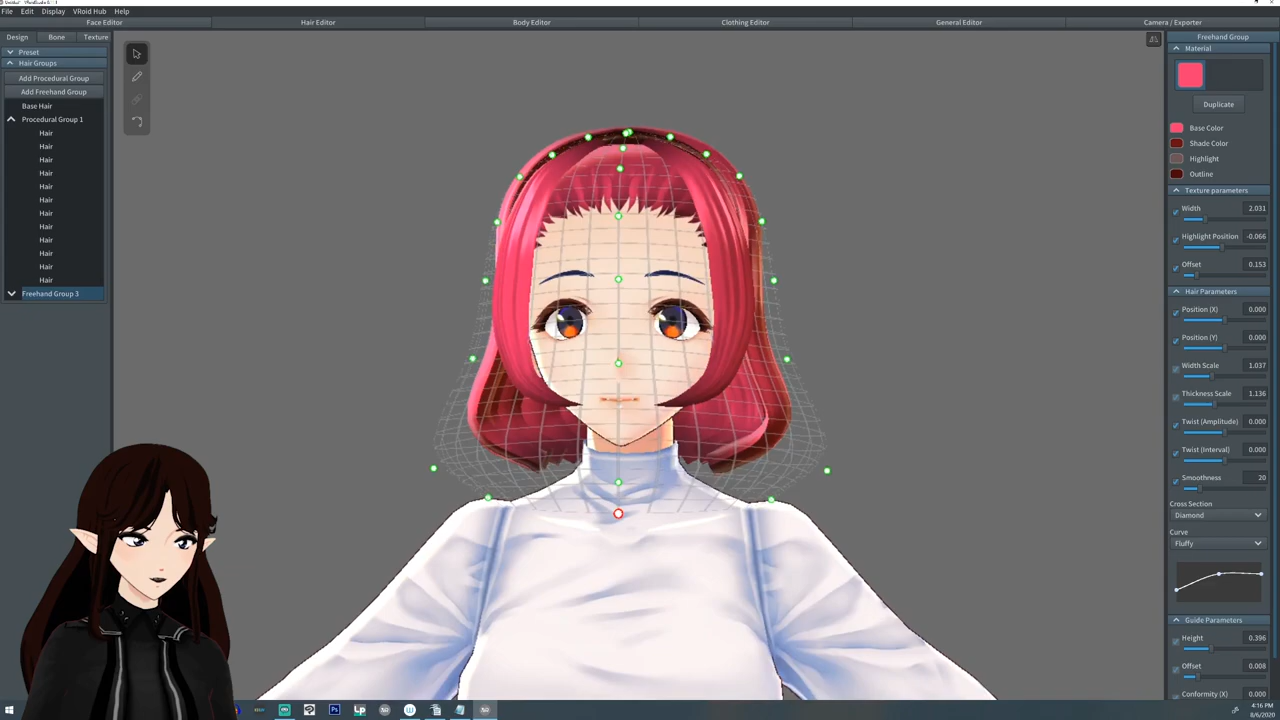 File Edit Display VRoid Hub Help
Face Editor Hair Editor Body Editor Clothing Editor General Editor Camera / Exporter
Design Bone Texture
Preset
Hair Groups
Add Procedural Group
Add Freehand Group
Base Hair
Procedural Group 1
Hair
Hair
Hair
Hair
Hair
Hair
Hair
Hair
Hair
Hair
Hair
Hair
Freehand Group 3
Freehand Group
Material
Duplicate
Base Color
Shade Color
Highlight
Outline
Texture parameters
Width 2.031
Highlight Position -0.066
Offset 0.153
Hair Parameters
Position (X) 0.000
Position (Y) 0.000
Width Scale 1.037
Thickness Scale 1.136
Twist (Amplitude) 0.000
Twist (Interval) 0.000
Smoothness 20
Cross Section
Diamond
Curve
Fluffy
Guide Parameters
Height 0.396
Offset 0.008
Conformity (X) 0.000
4:16 PM
8/6/2020